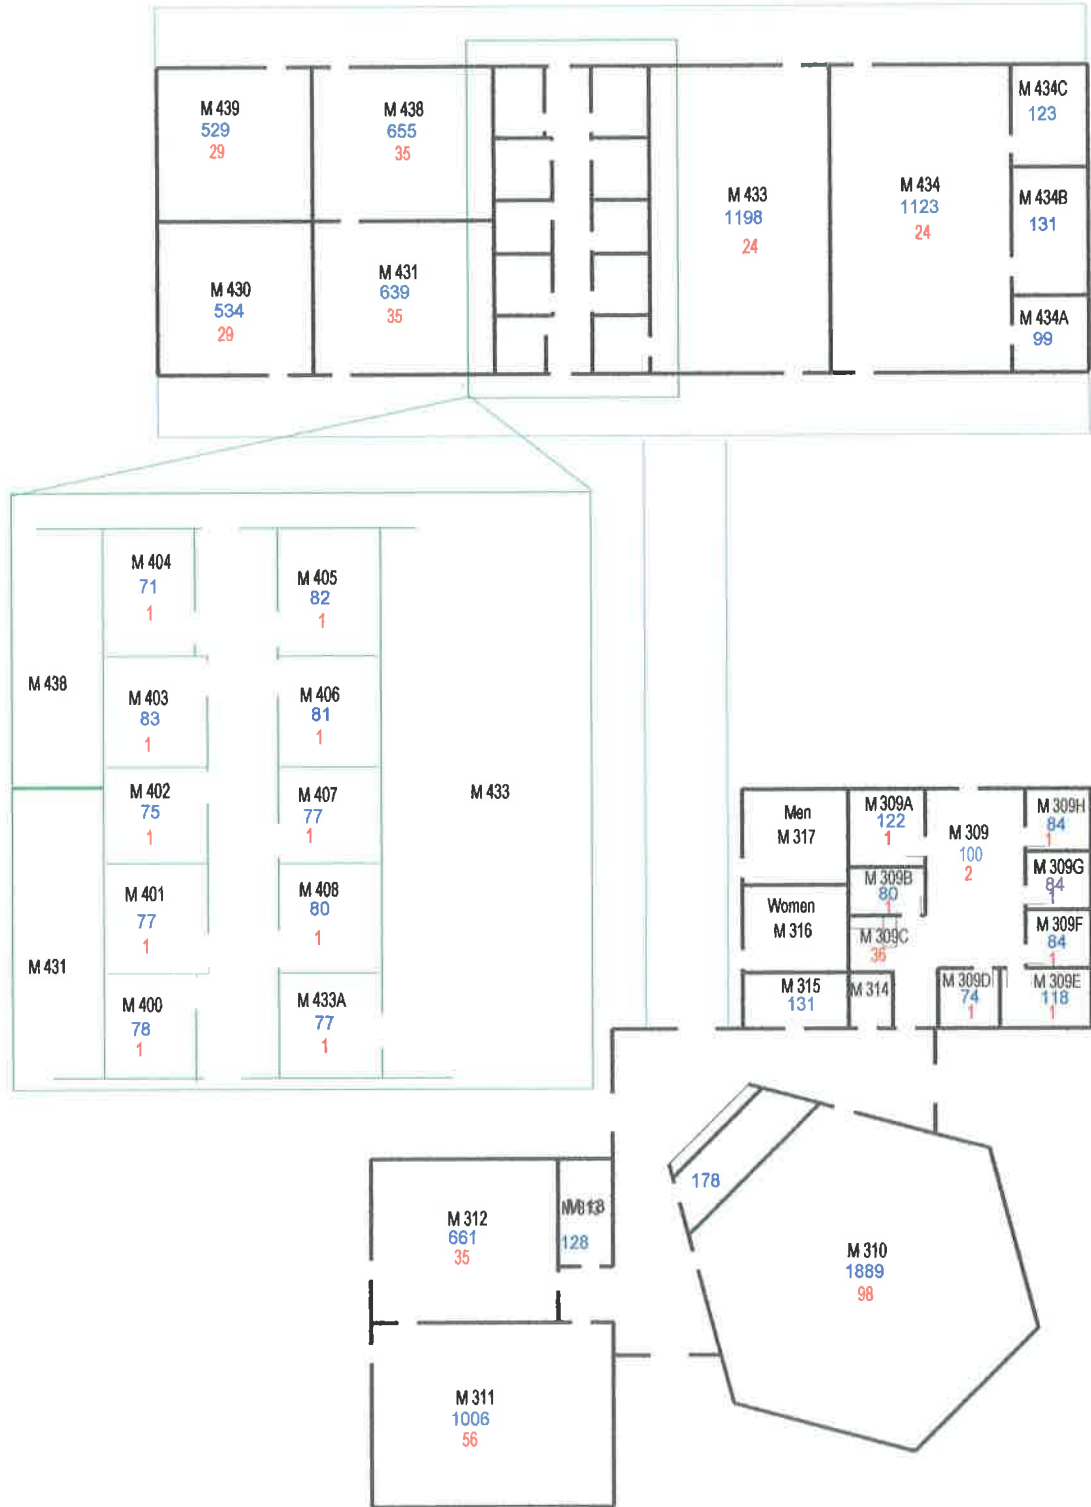 M 439
529
29
M 438
655
35
M 433
1198
24
M 434
1123
24
M 434C
123
M 434B
131
M 434A
99
M 430
534
29
M 431
639
35
M 404
71
1
M 405
82
1
M 438
M 403
83
1
M 406
81
1
M 402
75
1
M 407
77
1
M 433
M 401
77
1
M 408
80
1
M 431
M 400
78
1
M 433A
77
1
Men
M 317
M 309A
122
1
M 309
100
2
M 309H
84
1
M 309G
84
1
M 309B
80
1
Women
M 316
M 309C
36
M 309F
84
1
M 315
131
M 314
M 309D
74
1
M 309E
118
1
178
M 312
661
35
128
M 310
1889
98
M 311
1006
56